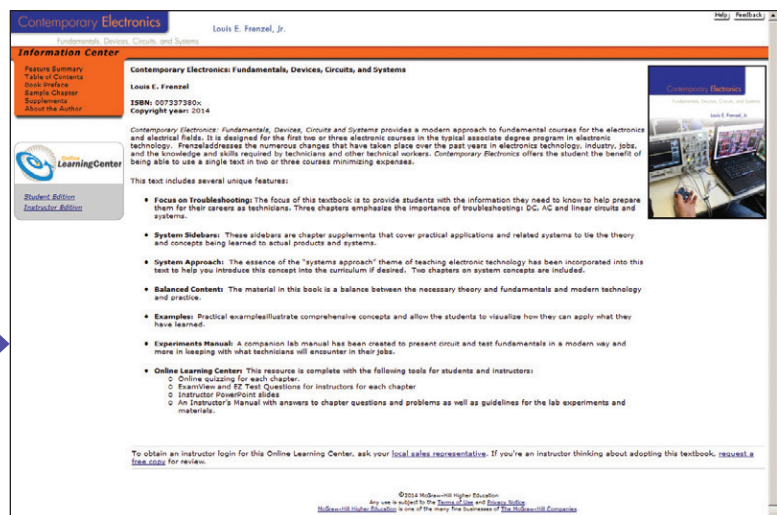 Help | Feedback
Contemporary Electronics
Louis E. Frenzel, Jr.
Fundamentals, Devices, Circuits, and Systems
Information Center
Feature Summary
Table of Contents
Book Preface
Sample Chapter
Supplements
About the Author
Online
LearningCenter
Student Edition
Instructor Edition
Contemporary Electronics: Fundamentals, Devices, Circuits, and Systems
Louis E. Frenzel
ISBN: 007337380x
Copyright year: 2014
Contemporary Electronics: Fundamentals, Devices, Circuits and Systems provides a modern approach to fundamental courses for the electronics
and electrical fields. It is designed for the first two or three electronic courses in the typical associate degree program in electronic
technology. Frenzeladdresses the numerous changes that have taken place over the past years in electronics technology, industry, jobs,
and the knowledge and skills required by technicians and other technical workers. Contemporary Electronics offers the student the benefit of
being able to use a single text in two or three courses minimizing expenses.
This text includes several unique features:
• Focus on Troubleshooting: The focus of this textbook is to provide students with the information they need to know to help prepare
them for their careers as technicians. Three chapters emphasize the importance of troubleshooting: DC, AC and linear circuits and
systems.
• System Sidebars: These sidebars are chapter supplements that cover practical applications and related systems to tie the theory
and concepts being learned to actual products and systems.
• System Approach: The essence of the "systems approach" theme of teaching electronic technology has been incorporated into this
text to help you introduce this concept into the curriculum if desired. Two chapters on system concepts are included.
• Balanced Content: The material in this book is a balance between the necessary theory and fundamentals and modern technology
and practice.
• Examples: Practical examplesillustrate comprehensive concepts and allow the students to visualize how they can apply what they
have learned.
• Experiments Manual: A companion lab manual has been created to present circuit and test fundamentals in a modern way and
more in keeping with what technicians will encounter in their jobs.
• Online Learning Center: This resource is complete with the following tools for students and instructors:
o Online quizzing for each chapter.
o ExamView and EZ Test Questions for instructors for each chapter
o Instructor PowerPoint slides
o An Instructor's Manual with answers to chapter questions and problems as well as guidelines for the lab experiments and
materials.
Contemporary Electronics
Fundamentals, Devices, Circuits, and Systems
Louis E. Frenzel, Jr.
To obtain an instructor login for this Online Learning Center, ask your local sales representative. If you're an instructor thinking about adopting this textbook, request a
free copy for review.
©2014 McGraw-Hill Higher Education
Any use is subject to the Terms of Use and Privacy Notice.
McGraw-Hill Higher Education is one of the many fine businesses of The McGraw-Hill Companies